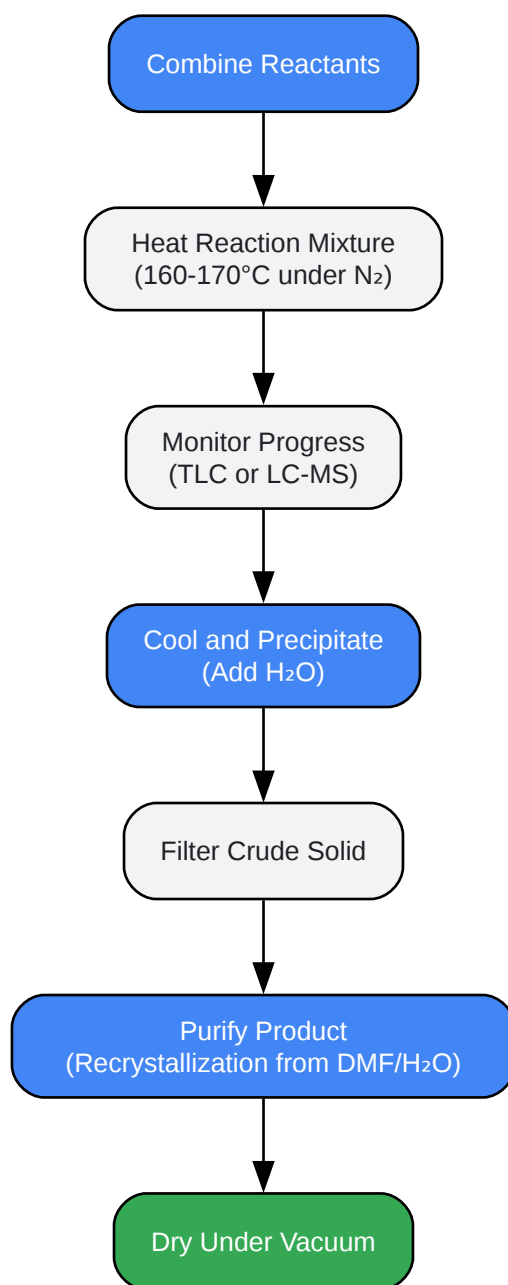 Combine Reactants
Heat Reaction Mixture
(160-170°C under N₂)
Monitor Progress
(TLC or LC-MS)
Cool and Precipitate
(Add H₂O)
Filter Crude Solid
Purify Product
(Recrystallization from DMF/H₂O)
Dry Under Vacuum